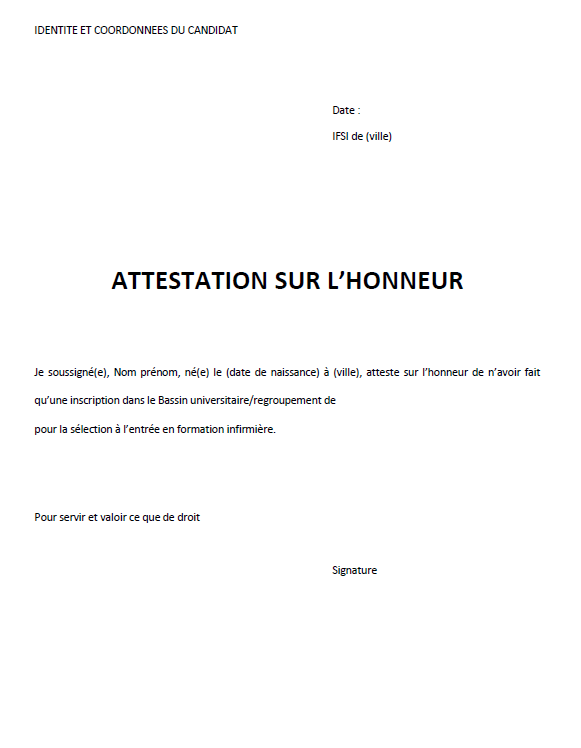 IDENTITE ET COORDONNEES DU CANDIDAT
Date :
IFSI de (ville)
ATTESTATION SUR L’HONNEUR
Je soussigné(e), Nom prénom, né(e) le (date de naissance) à (ville), atteste sur l’honneur de n’avoir fait
qu’une inscription dans le Bassin universitaire/regroupement de
pour la sélection à l’entrée en formation infirmière.
Pour servir et valoir ce que de droit
Signature